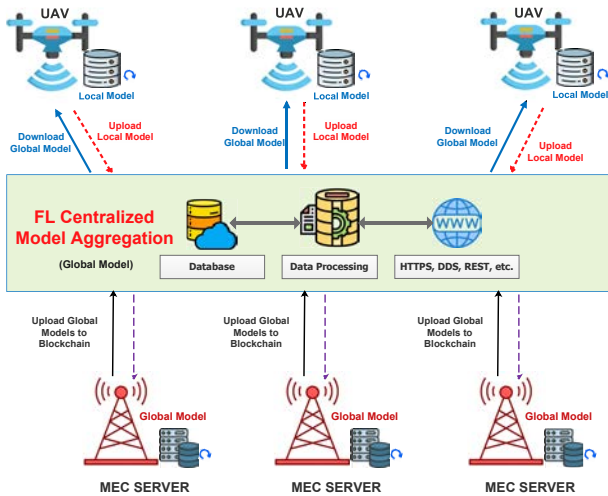 UAV
UAV
UAV
Local Model
Local Model
Local Model
Download
Global Model
Upload
Local Model
Download
Global Model
Upload
Local Model
Download
Global Model
Upload
Local Model
FL Centralized
Model Aggregation
(Global Model)
WWW
Database
Data Processing
HTTPS, DDS, REST, etc.
Upload Global
Models to
Blockchain
Upload Global
Models to
Blockchain
Upload Global
Models to
Blockchain
Global Model
Global Model
Global Model
MEC SERVER
MEC SERVER
MEC SERVER